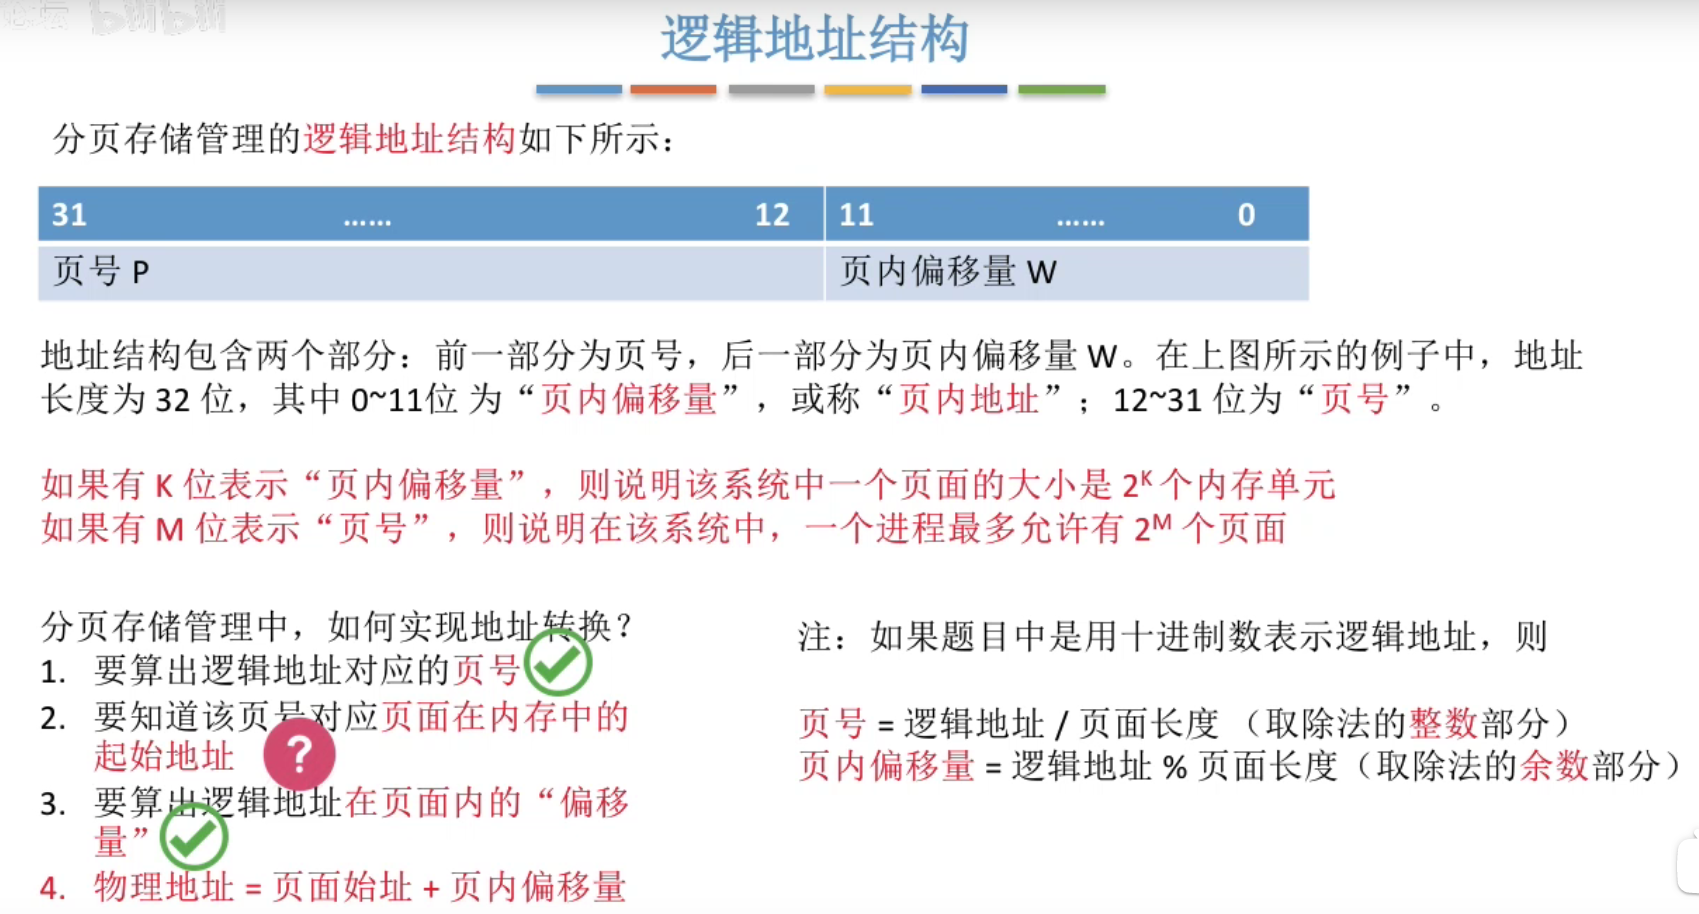 bilibili
逻辑地址结构
分页存储管理的逻辑地址结构如下所示：
31 …… 12 11 …… 0
页号 P 页内偏移量 W
地址结构包含两个部分：前一部分为页号，后一部分为页内偏移量 W。在上图所示的例子中，地址
长度为 32 位，其中 0~11位 为“页内偏移量”，或称“页内地址”；12~31 位为“页号”。
如果有 K 位表示“页内偏移量”，则说明该系统中一个页面的大小是 2ᴷ 个内存单元
如果有 M 位表示“页号”，则说明在该系统中，一个进程最多允许有 2ᴹ 个页面
分页存储管理中，如何实现地址转换？
1. 要算出逻辑地址对应的页号
2. 要知道该页号对应页面在内存中的
起始地址 ?
3. 要算出逻辑地址在页面内的“偏移
量”
4. 物理地址 = 页面始址 + 页内偏移量
注：如果题目中是用十进制数表示逻辑地址，则
页号 = 逻辑地址 / 页面长度 （取除法的整数部分）
页内偏移量 = 逻辑地址 % 页面长度（取除法的余数部分）